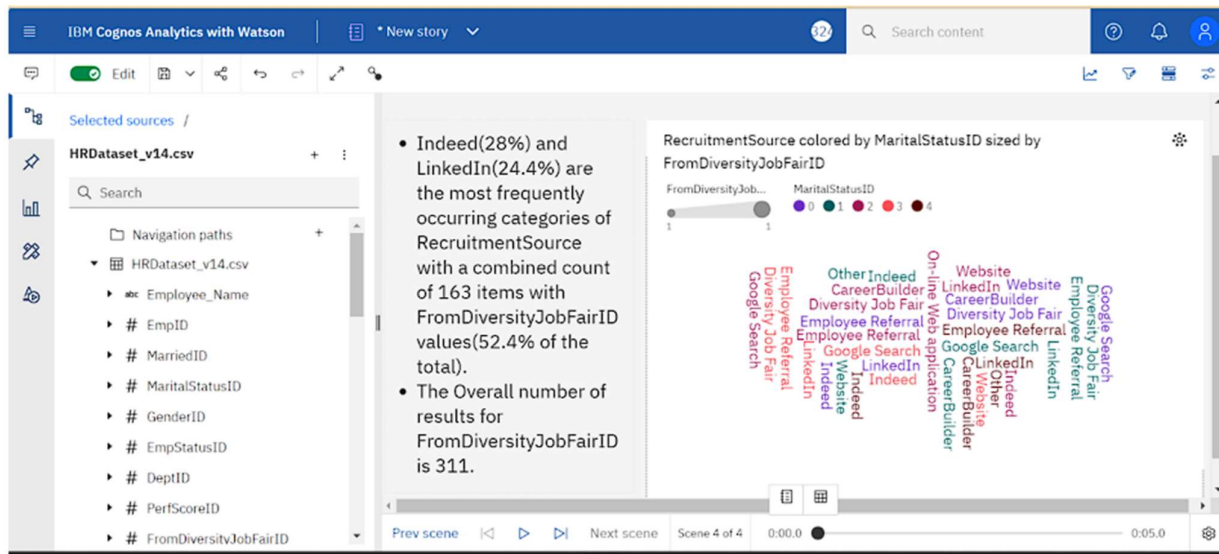 IBM Cognos Analytics with Watson
* New story
324
Search content
Edit
Selected sources /
HRDataset_v14.csv
Search
Navigation paths
HRDataset_v14.csv
abc Employee_Name
# EmpID
# MarriedID
# MaritalStatusID
# GenderID
# EmpStatusID
# DeptID
# PerfScoreID
# FromDiversityJobFairID
• Indeed(28%) and
LinkedIn(24.4%) are
the most frequently
occurring categories of
RecruitmentSource
with a combined count
of 163 items with
FromDiversityJobFairID
values(52.4% of the
total).
• The Overall number of
results for
FromDiversityJobFairID
is 311.
RecruitmentSource colored by MaritalStatusID sized by
FromDiversityJobFairID
FromDiversityJob...
1 1
MaritalStatusID
0 1 2 3 4
Google Search
Diversity Job Fair
Employee Referral
Other
Indeed
CareerBuilder
Diversity Job Fair
Employee Referral
Employee Referral
Google Search
LinkedIn
LinkedIn
Indeed
Indeed
Website
Indeed
On-line Web application
Website
LinkedIn
Website
CareerBuilder
Diversity Job Fair
Employee Referral
Google Search
LinkedIn
CareerBuilder
CareerBuilder
Website
Other
Indeed
LinkedIn
Employee Referral
Diversity Job Fair
Google Search
Prev scene
Next scene
Scene 4 of 4
0:00.0
0:05.0